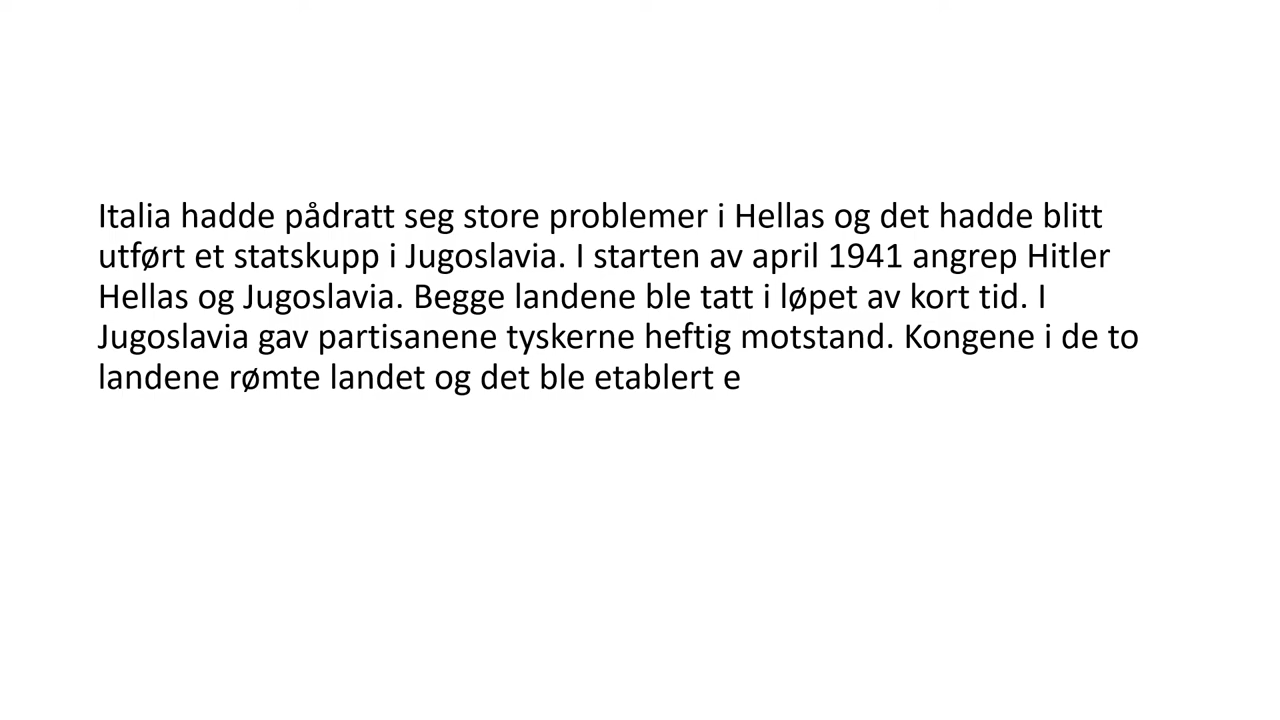 Italia hadde pådratt seg store problemer i Hellas og det hadde blitt
utført et statskupp i Jugoslavia. I starten av april 1941 angrep Hitler
Hellas og Jugoslavia. Begge landene ble tatt i løpet av kort tid. I
Jugoslavia gav partisanene tyskerne heftig motstand. Kongene i de to
landene rømte landet og det ble etablert e